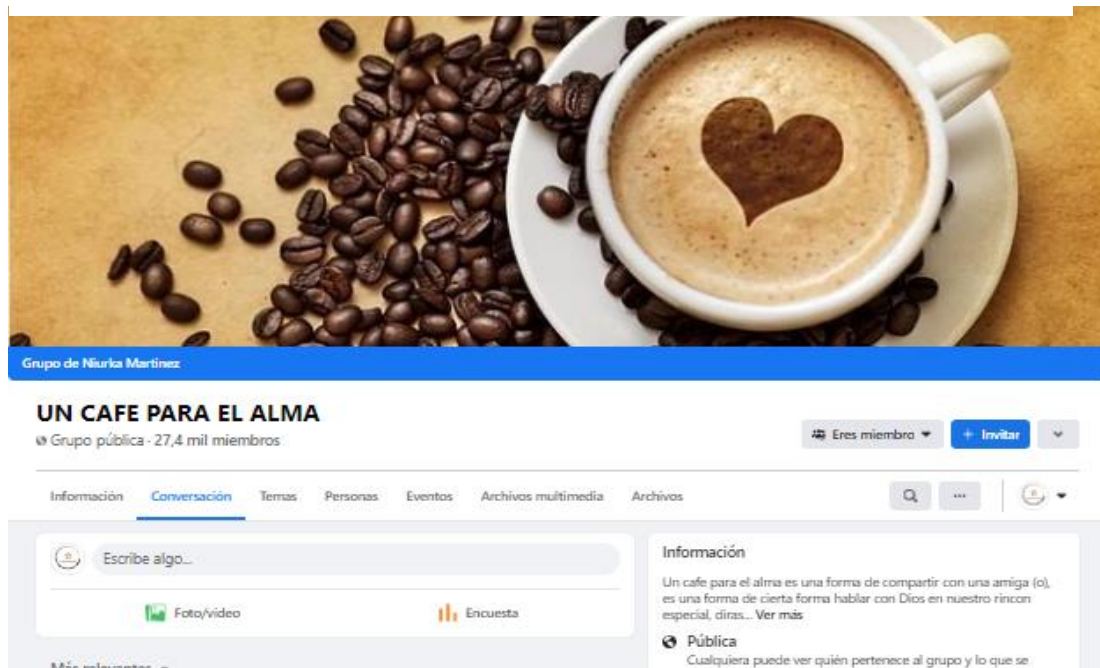 Grupo de Niurka Martinez
UN CAFE PARA EL ALMA
Grupo pública · 27,4 mil miembros
Eres miembro
+ Invitar
Información
Conversación
Temas
Personas
Eventos
Archivos multimedia
Archivos
Escribe algo...
Foto/video
Encuesta
Más relevantes
Información
Un cafe para el alma es una forma de compartir con una amiga (o),
es una forma de cierta forma hablar con Dios en nuestro rincon
especial, diras... Ver más
Pública
Cualquiera puede ver quién pertenece al grupo y lo que se